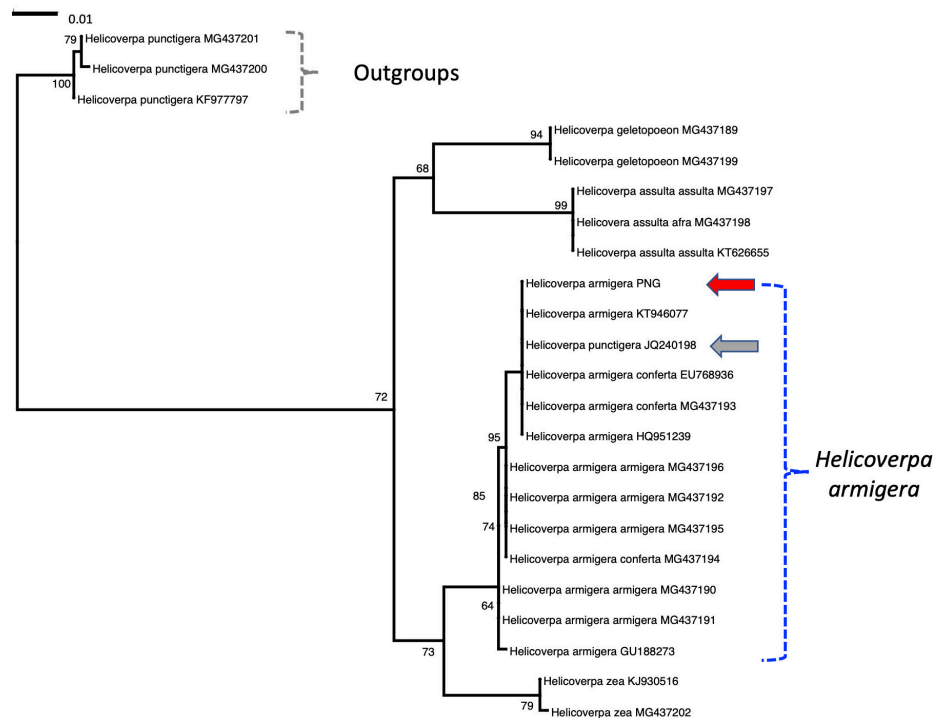 0.01
79
Helicoverpa punctigera MG437201
Helicoverpa punctigera MG437200
100
Helicoverpa punctigera KF977797
Outgroups
94
Helicoverpa geletopoeon MG437189
Helicoverpa geletopoeon MG437199
68
99
Helicoverpa assulta assulta MG437197
Helicovera assulta afra MG437198
Helicoverpa assulta assulta KT626655
Helicoverpa armigera PNG
Helicoverpa armigera KT946077
Helicoverpa punctigera JQ240198
Helicoverpa armigera conferta EU768936
72
Helicoverpa armigera conferta MG437193
95
Helicoverpa armigera HQ951239
Helicoverpa armigera armigera MG437196
85
Helicoverpa armigera armigera MG437192
74
Helicoverpa armigera armigera MG437195
Helicoverpa armigera conferta MG437194
Helicoverpa armigera armigera MG437190
64
Helicoverpa armigera armigera MG437191
73
Helicoverpa armigera GU188273
Helicoverpa zea KJ930516
79
Helicoverpa zea MG437202
Helicoverpa
armigera